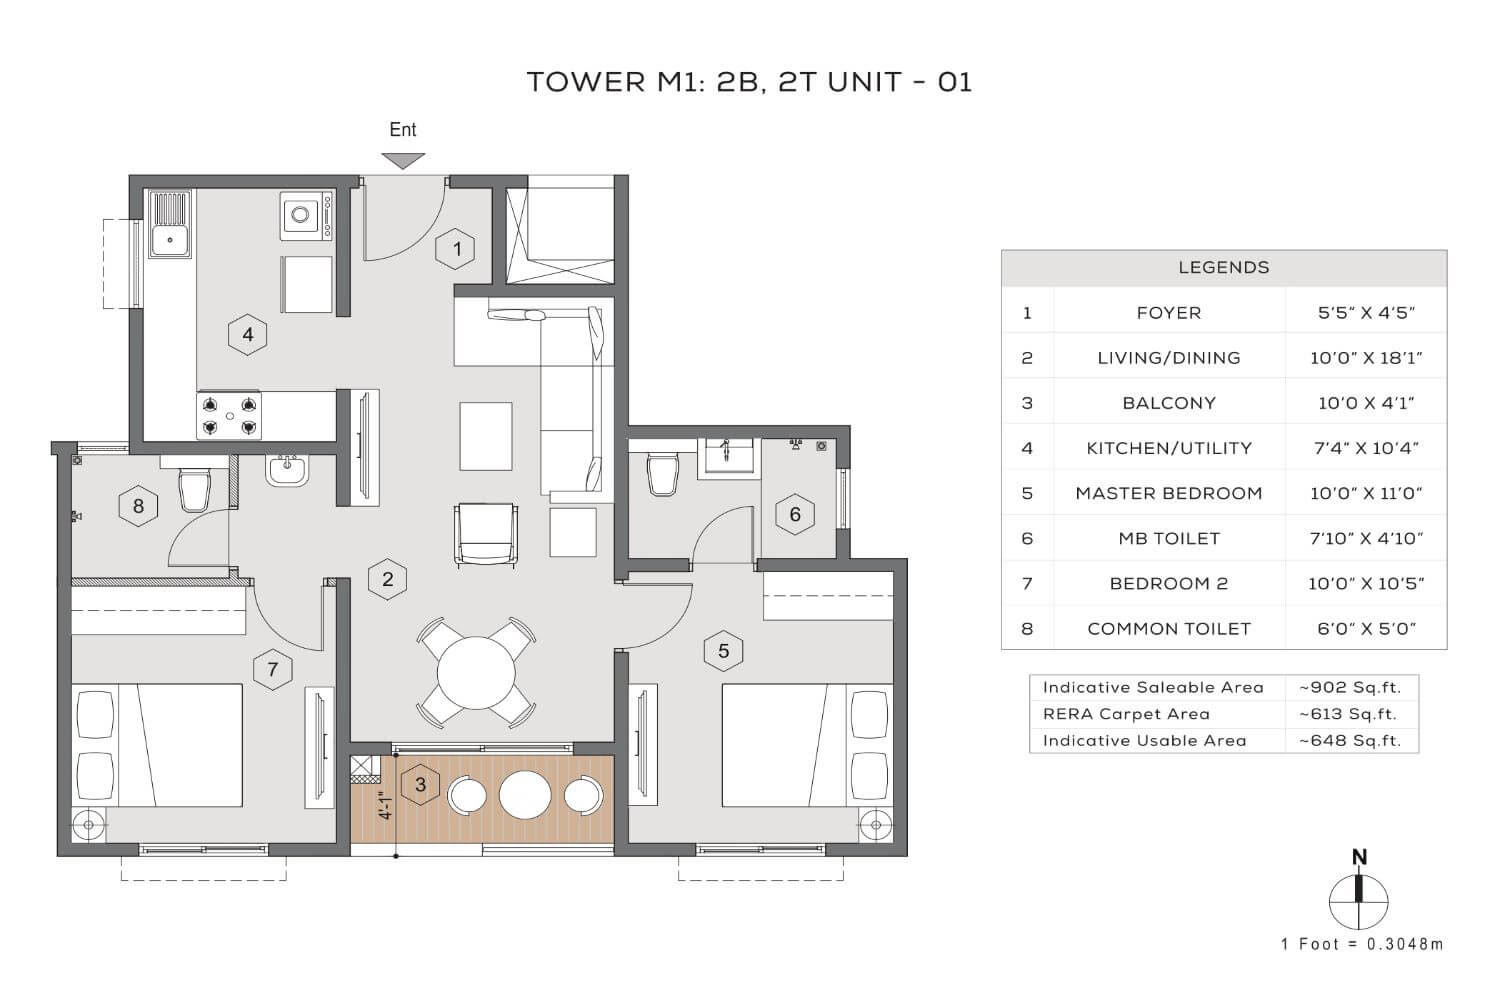 TOWER M1: 2B, 2T UNIT - 01
Ent
1
4
8
6
2
5
7
3
4'-1"
LEGENDS
1 FOYER 5'5" X 4'5"
2 LIVING/DINING 10'0" X 18'1"
3 BALCONY 10'0 X 4'1"
4 KITCHEN/UTILITY 7'4" X 10'4"
5 MASTER BEDROOM 10'0" X 11'0"
6 MB TOILET 7'10" X 4'10"
7 BEDROOM 2 10'0" X 10'5"
8 COMMON TOILET 6'0" X 5'0"
Indicative Saleable Area ~902 Sq.ft.
RERA Carpet Area ~613 Sq.ft.
Indicative Usable Area ~648 Sq.ft.
N
1 Foot = 0.3048m